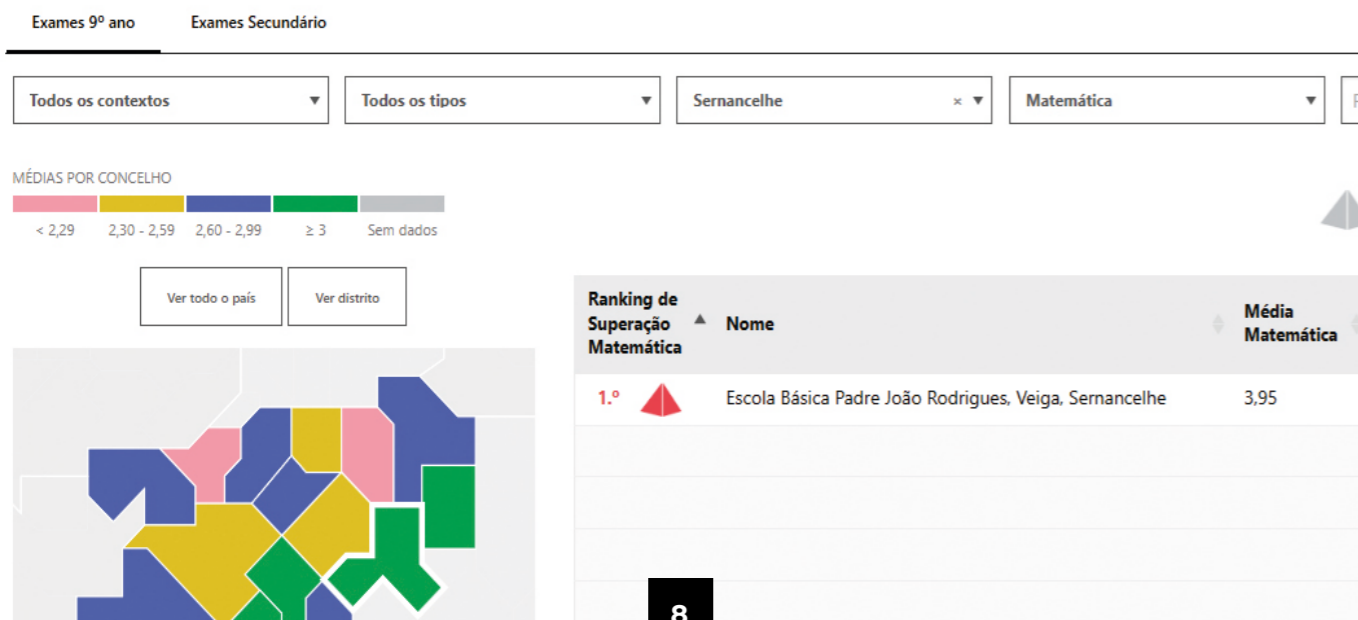 Exames 9º ano
Exames Secundário
Todos os contextos
Todos os tipos
Sernancelhe
Matemática
MÉDIAS POR CONCELHO
< 2,29
2,30 - 2,59
2,60 - 2,99
≥ 3
Sem dados
Ver todo o país
Ver distrito
Ranking de
Superação
Matemática
Nome
Média
Matemática
1.º
Escola Básica Padre João Rodrigues, Veiga, Sernancelhe
3,95
8